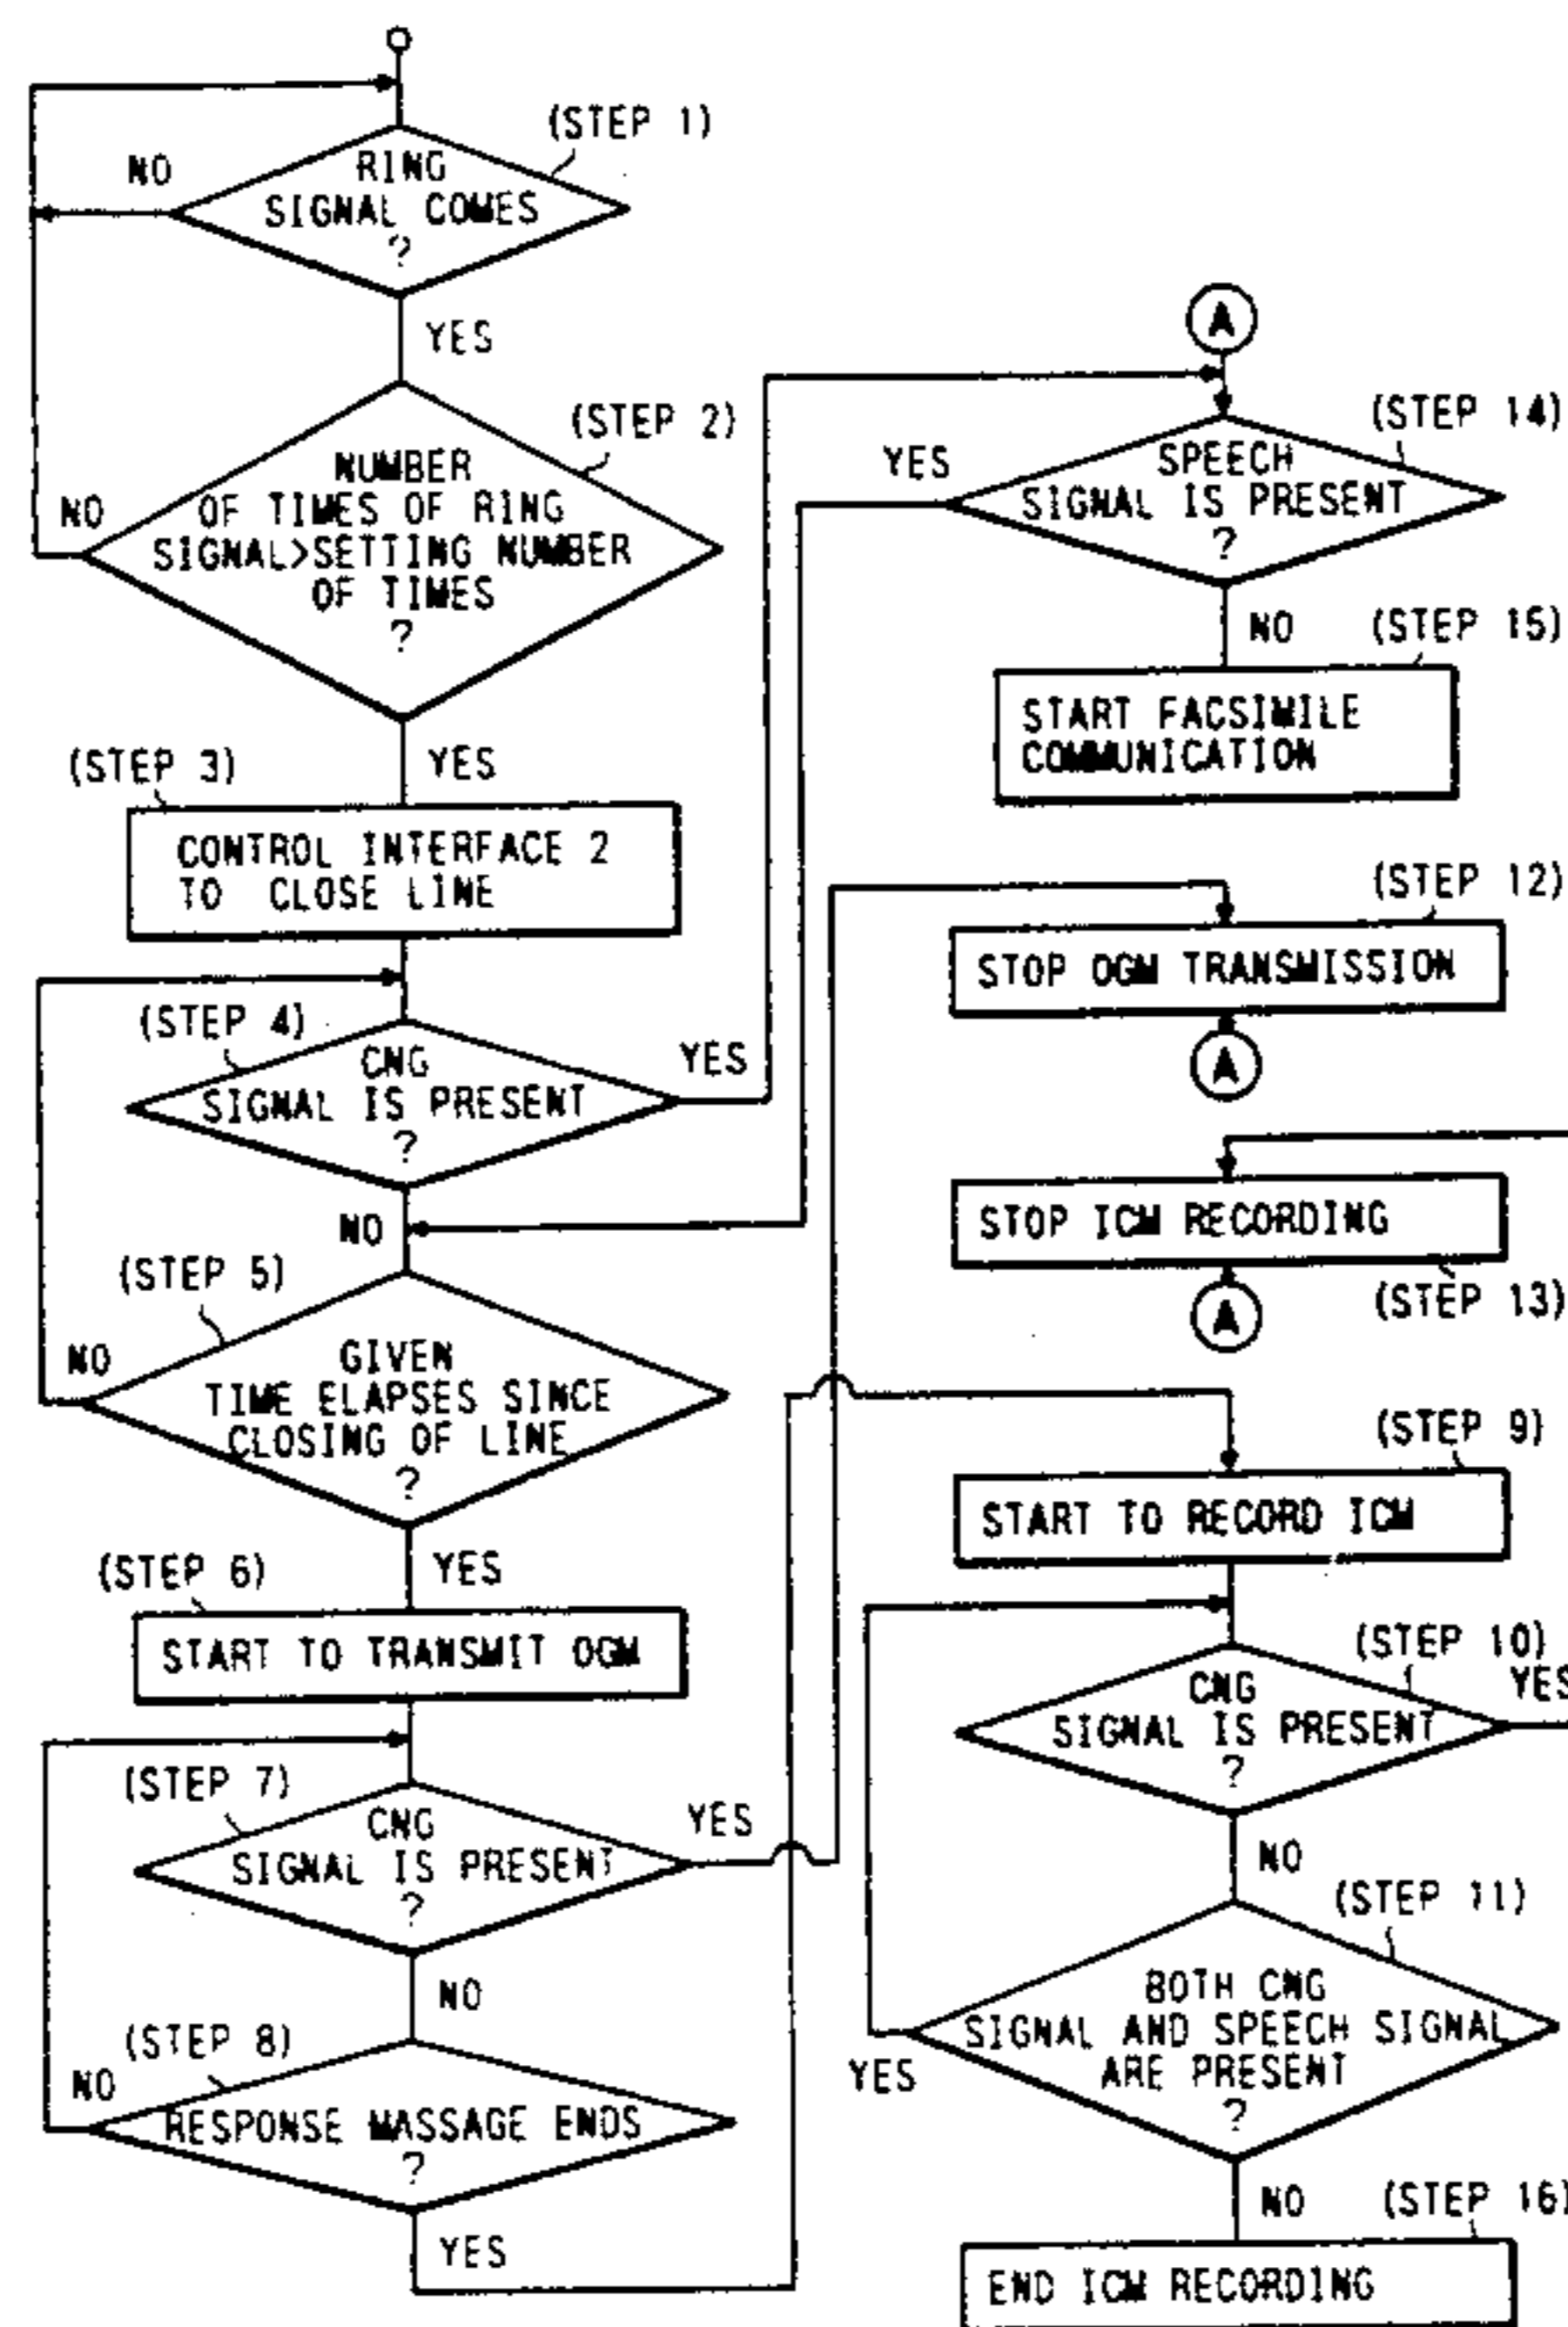 (STEP 1)
NO
RING
SIGNAL COMES
?
YES
(STEP 2)
NUMBER
OF TIMES OF RING
SIGNAL>SETTING NUMBER
OF TIMES
?
NO
YES
(STEP 3)
CONTROL INTERFACE 2
TO CLOSE LINE
(STEP 4)
CNG
SIGNAL IS PRESENT
?
YES
NO
(STEP 5)
GIVEN
TIME ELAPSES SINCE
CLOSING OF LINE
?
NO
YES
(STEP 6)
START TO TRANSMIT OGM
(STEP 7)
CNG
SIGNAL IS PRESENT
?
YES
NO
(STEP 8)
NO
RESPONSE MASSAGE ENDS
?
YES
A
(STEP 14)
YES
SPEECH
SIGNAL IS PRESENT
?
NO
(STEP 15)
START FACSIMILE
COMMUNICATION
(STEP 12)
STOP OGM TRANSMISSION
A
STOP ICM RECORDING
(STEP 13)
A
(STEP 9)
START TO RECORD ICM
(STEP 10)
YES
CNG
SIGNAL IS PRESENT
?
NO
(STEP 11)
BOTH CNG
SIGNAL AND SPEECH SIGNAL
ARE PRESENT
?
YES
NO
(STEP 16)
END ICM RECORDING